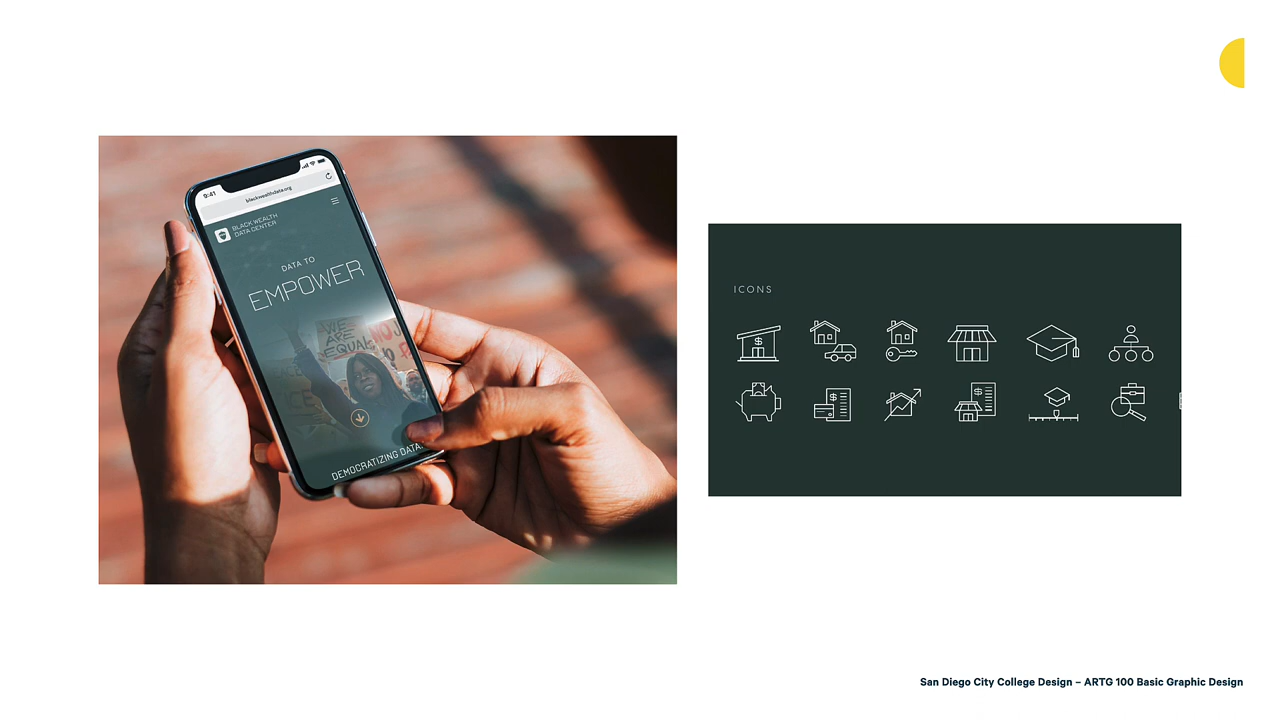 9:41
blackwealthdata.org
BLACK WEALTH
DATA CENTER
DATA TO
EMPOWER
WE
ARE
EQUAL
NO
DEMOCRATIZING DATA
ICONS
$
$
$
San Diego City College Design – ARTG 100 Basic Graphic Design